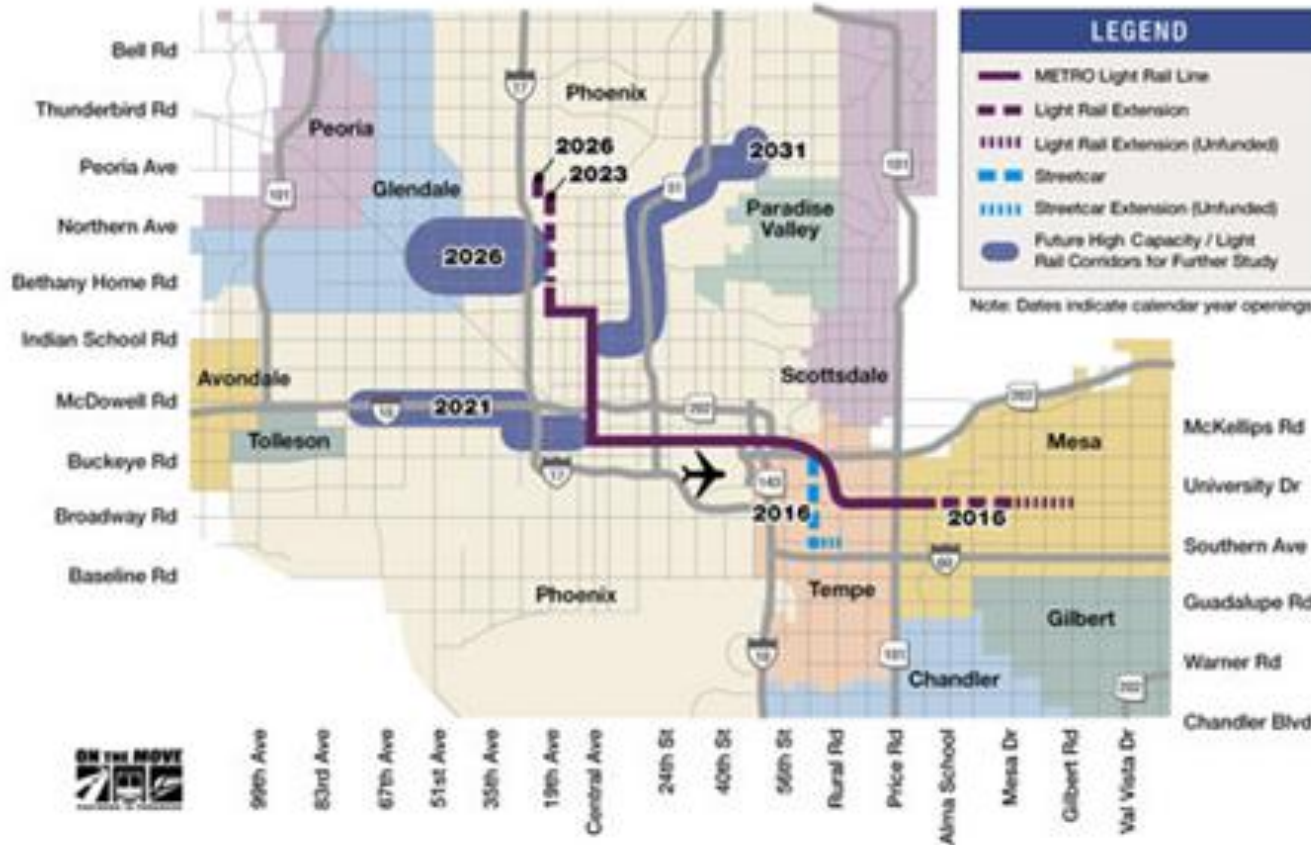 LEGEND
METRO Light Rail Line
Light Rail Extension
Light Rail Extension (Unfunded)
Streetcar
Streetcar Extension (Unfunded)
Future High Capacity / Light
Rail Corridors for Further Study
Note: Dates indicate calendar year openings
Bell Rd
Thunderbird Rd
Peoria Ave
Northern Ave
Bethany Home Rd
Indian School Rd
McDowell Rd
Buckeye Rd
Broadway Rd
Baseline Rd
17
Phoenix
Peoria
2026
2023
2031
101
51
101
Glendale
Paradise
Valley
2026
Avondale
Scottsdale
10
2021
202
202
Tolleson
Mesa
17
143
2016
2016
60
Phoenix
Tempe
Gilbert
10
101
Chandler
202
McKellips Rd
University Dr
Southern Ave
Guadalupe Rd
Warner Rd
Chandler Blvd
ON THE MOVE
99th Ave
83rd Ave
67th Ave
51st Ave
35th Ave
19th Ave
Central Ave
24th St
40th St
56th St
Rural Rd
Price Rd
Alma School
Mesa Dr
Gilbert Rd
Val Vista Dr